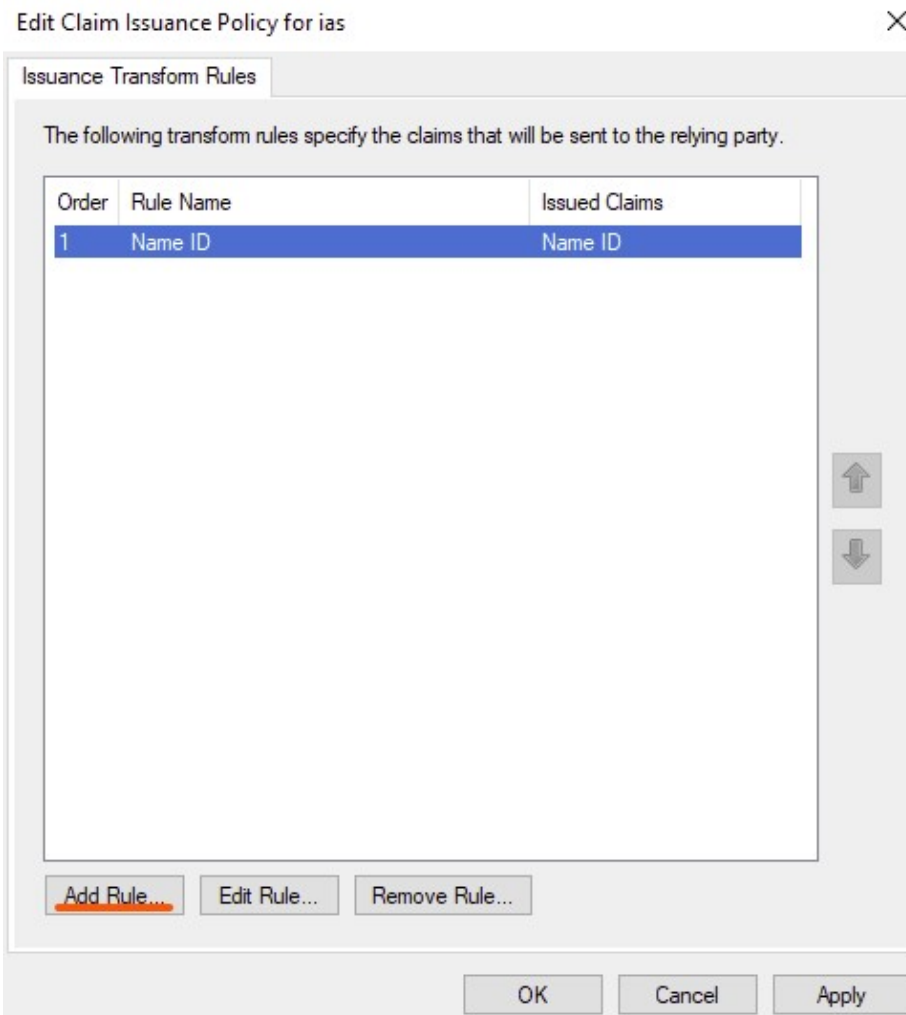 Edit Claim Issuance Policy for ias
Issuance Transform Rules
The following transform rules specify the claims that will be sent to the relying party.
Order Rule Name Issued Claims
1 Name ID Name ID
Add Rule... Edit Rule... Remove Rule...
OK Cancel Apply